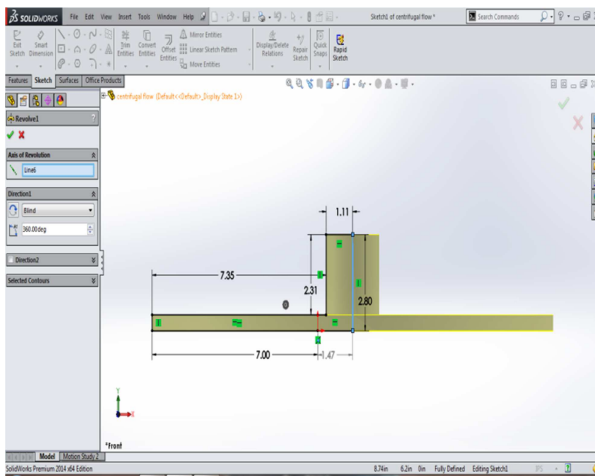 SOLIDWORKS File Edit View Insert Tools Window Help Sketch1 of centrifugal flow * Search Commands
Exit Sketch Smart Dimension Trim Entities Convert Entities Offset Entities Mirror Entities Linear Sketch Pattern Move Entities Display/Delete Relations Repair Sketch Quick Snaps Rapid Sketch
Features Sketch Surfaces Office Products
centrifugal flow (Default<<Default>_Display State 1>)
Revolve1 ?
Axis of Revolution
Line6
Direction1
Blind
360.00deg
Direction2
Selected Contours
1.11
7.35
2.31
2.80
7.00
1.47
Y
*Front
Model Motion Study 1
SolidWorks Premium 2014 x64 Edition 8.74in 6.2in 0in Fully Defined Editing Sketch1